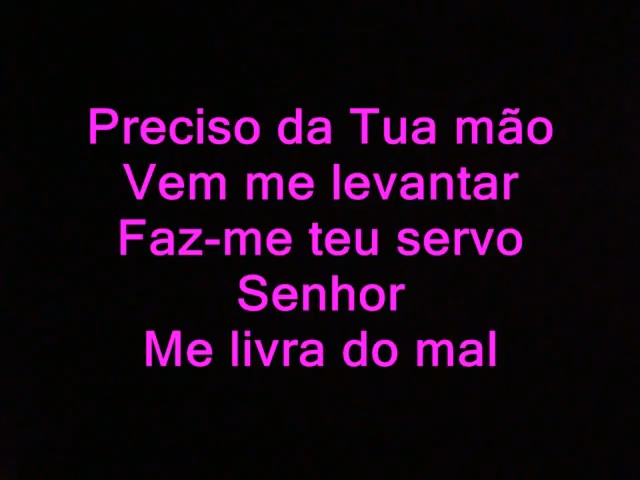 Preciso da Tua mão
Vem me levantar
Faz-me teu servo
Senhor
Me livra do mal